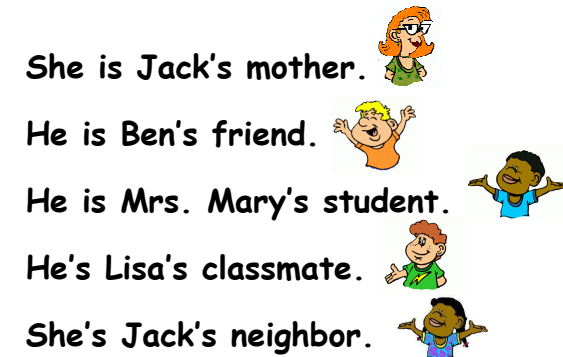 She is Jack's mother.
He is Ben's friend.
He is Mrs. Mary's student.
He's Lisa's classmate.
She's Jack's neighbor.